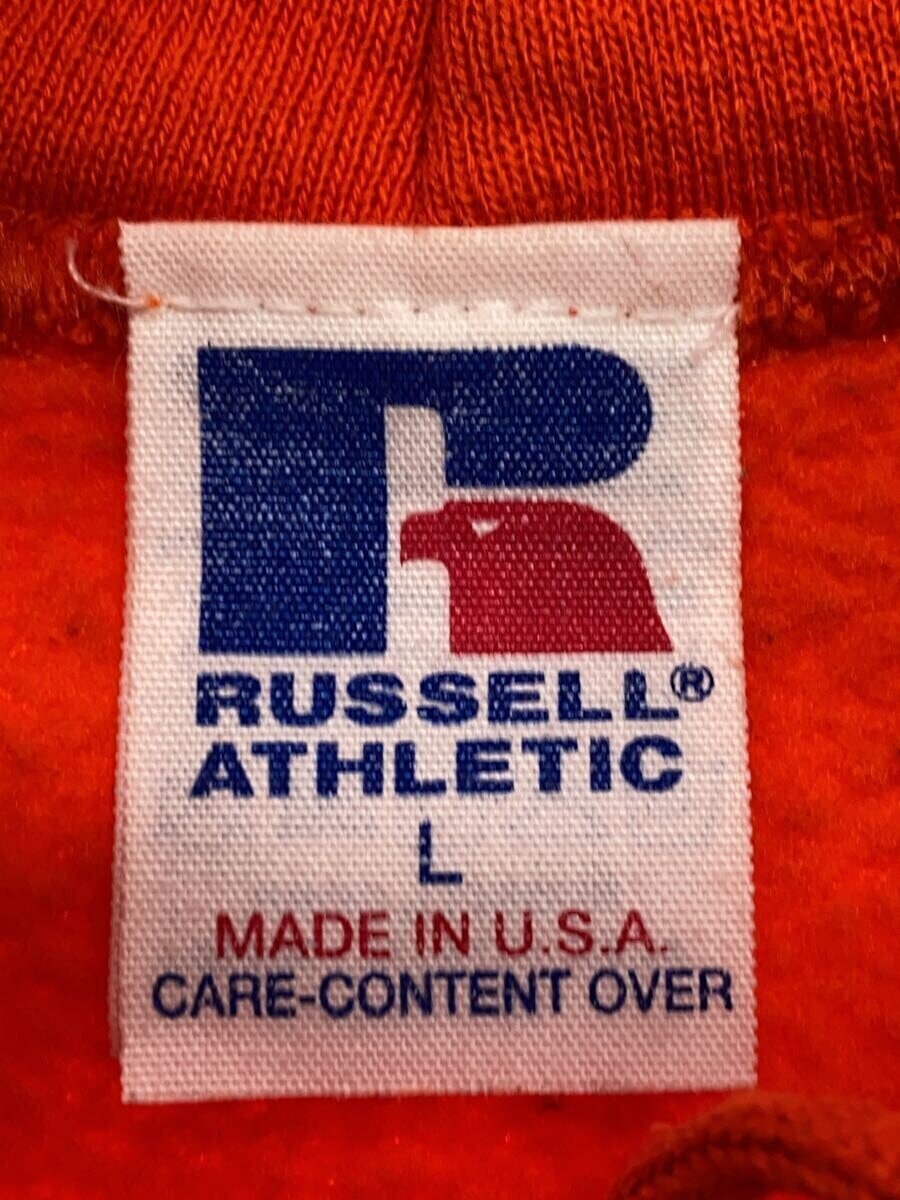 R
RUSSELL®
ATHLETIC
L
MADE IN U.S.A.
CARE-CONTENT OVER